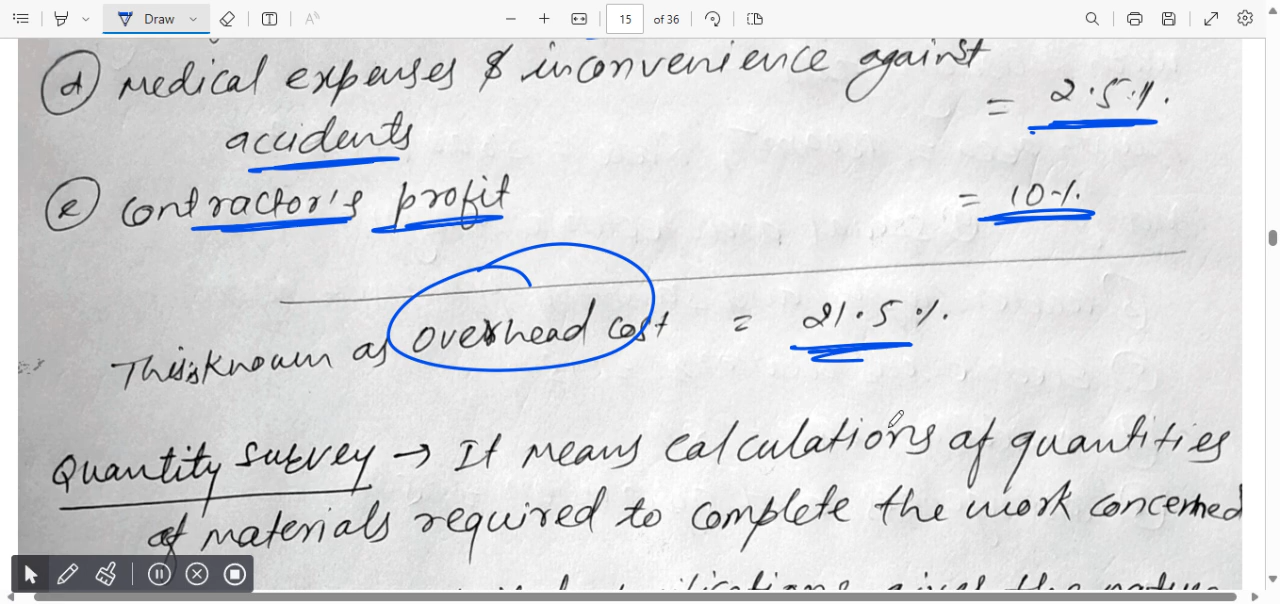 Draw
15 of 36
(d) Medical expenses & inconvenience against
accidents = 2.5%.
(e) contractor's profit = 10%.
This is known as overhead cost = 21.5%.
Quantity Survey → It means calculations of quantities
of materials required to complete the work concerned